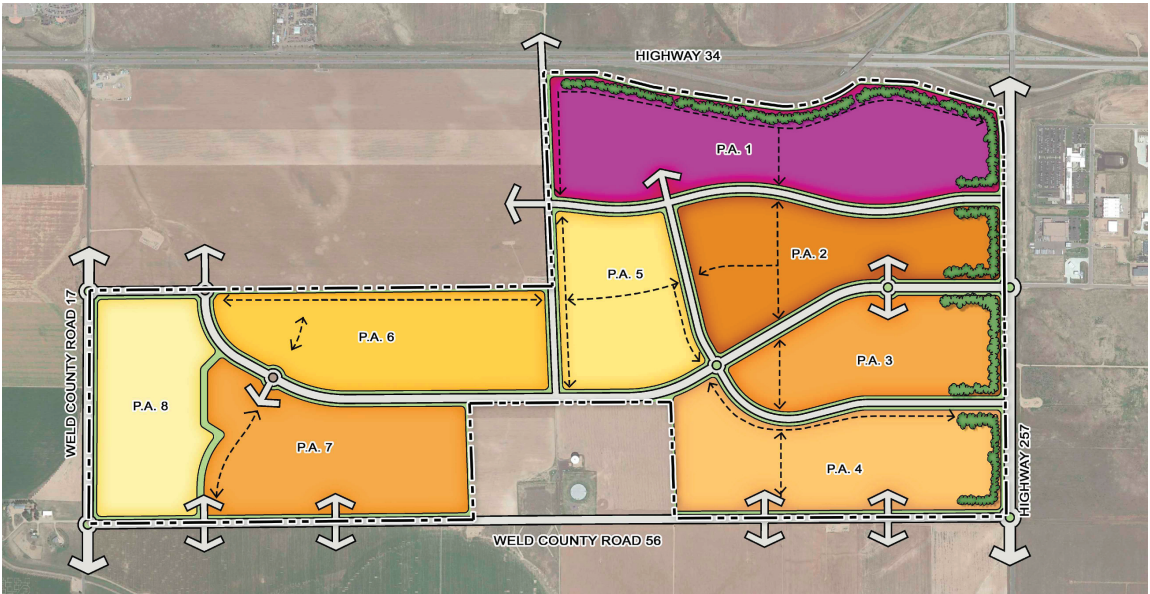 HIGHWAY 34
P.A. 1
P.A. 2
P.A. 5
P.A. 6
P.A. 3
P.A. 8
P.A. 7
P.A. 4
WELD COUNTY ROAD 17
HIGHWAY 257
WELD COUNTY ROAD 56